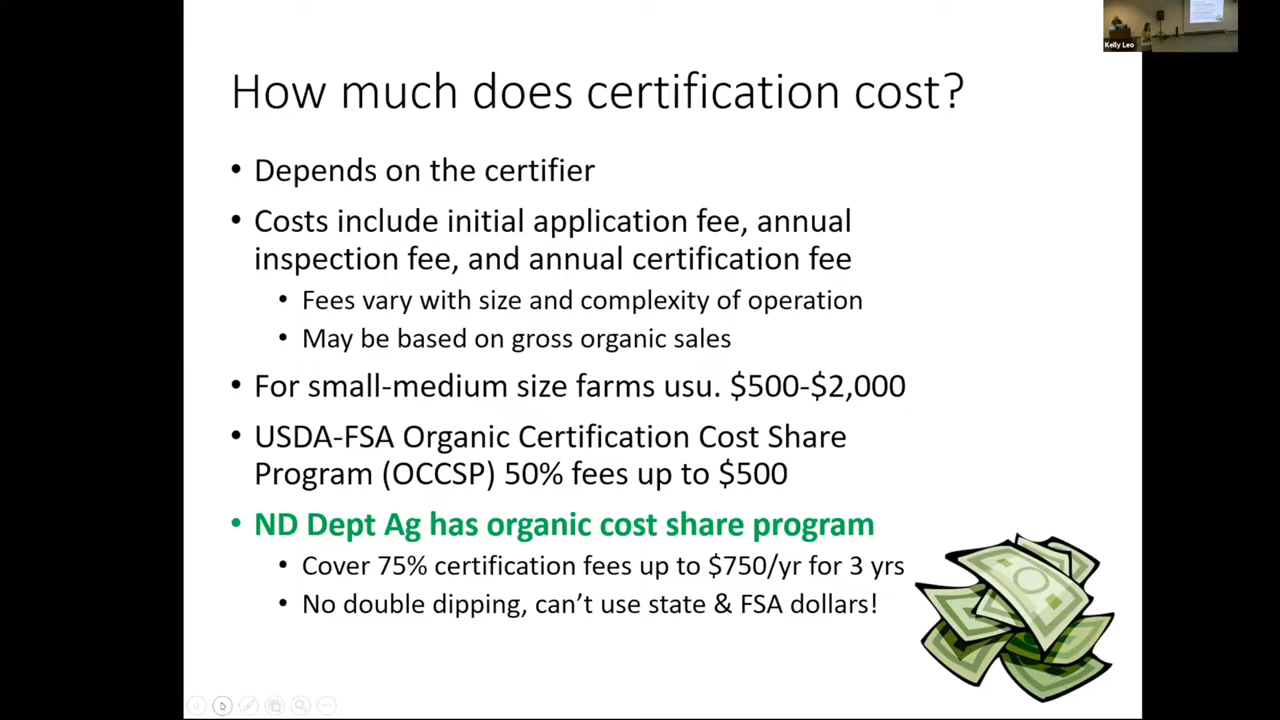 Kelly Leo
How much does certification cost?
• Depends on the certifier
• Costs include initial application fee, annual
inspection fee, and annual certification fee
• Fees vary with size and complexity of operation
• May be based on gross organic sales
• For small-medium size farms usu. $500-$2,000
• USDA-FSA Organic Certification Cost Share
Program (OCCSP) 50% fees up to $500
• ND Dept Ag has organic cost share program
• Cover 75% certification fees up to $750/yr for 3 yrs
• No double dipping, can’t use state & FSA dollars!